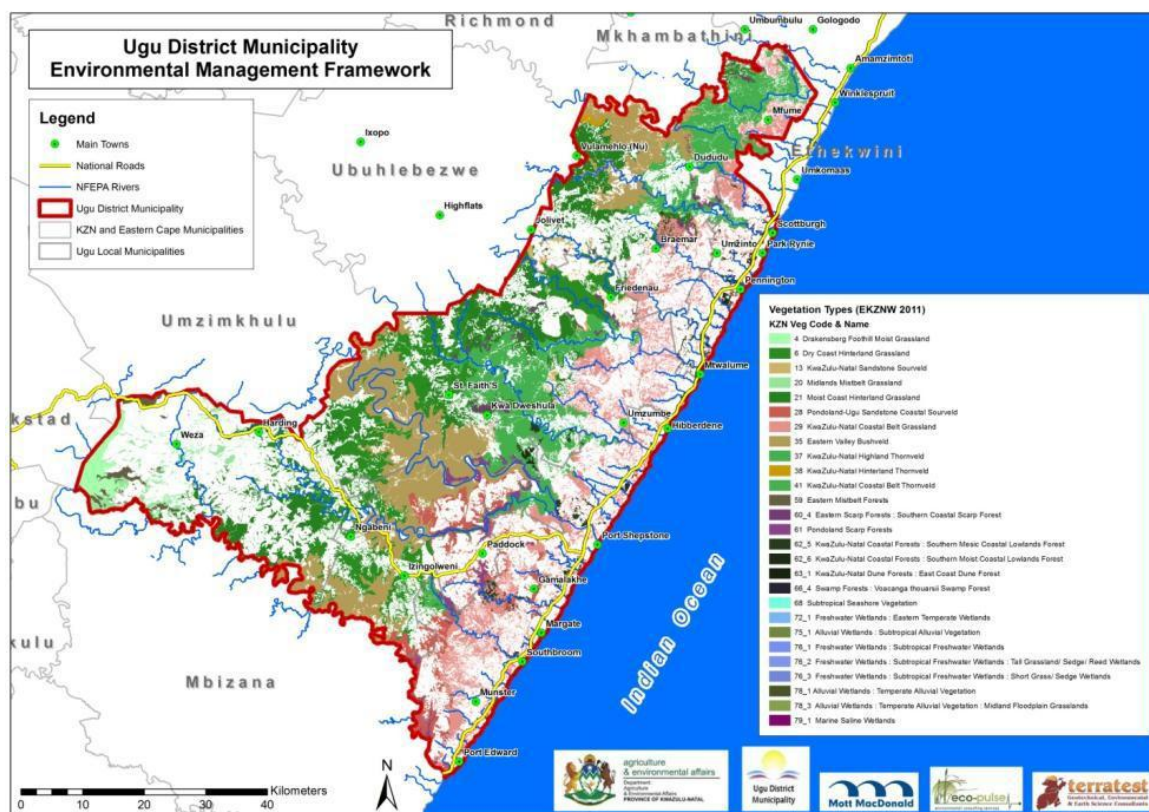 Ugu District Municipality
Environmental Management Framework
Legend
Main Towns
National Roads
NFEPA Rivers
Ugu District Municipality
KZN and Eastern Cape Municipalities
Ugu Local Municipalities
Richmond
Mkhambathini
Umbumbulu
Gologodo
Amamzimtoti
Winklespruit
Mfume
Ixopo
Vulamehlo (Nu)
Dududu
Ethekwini
Ubuhlebezwe
Umkomaas
Highflats
Jolivet
Scottburgh
Braemar
Umzinto
Park Rynie
Friedenau
Pennington
Umzimkhulu
Mtwalume
St. Faith'S
Kwa Dweshula
Umzumbe
Hibberdene
kstad
Weza
Harding
bu
Ngabeni
Port Shepstone
Paddock
Izingolweni
Gamalakhe
Margate
Southbroom
kulu
Mbizana
Munster
Port Edward
Indian Ocean
Vegetation Types (EKZNW 2011)
KZN Veg Code & Name
4 Drakensberg Foothill Moist Grassland
6 Dry Coast Hinterland Grassland
13 KwaZulu-Natal Sandstone Sourveld
20 Midlands Mistbelt Grassland
21 Moist Coast Hinterland Grassland
28 Pondoland-Ugu Sandstone Coastal Sourveld
29 KwaZulu-Natal Coastal Belt Grassland
35 Eastern Valley Bushveld
37 KwaZulu-Natal Highland Thornveld
38 KwaZulu-Natal Hinterland Thornveld
41 KwaZulu-Natal Coastal Belt Thornveld
59 Eastern Mistbelt Forests
60_4 Eastern Scarp Forests : Southern Coastal Scarp Forest
61 Pondoland Scarp Forests
62_5 KwaZulu-Natal Coastal Forests : Southern Mesic Coastal Lowlands Forest
62_6 KwaZulu-Natal Coastal Forests : Southern Moist Coastal Lowlands Forest
63_1 KwaZulu-Natal Dune Forests : East Coast Dune Forest
66_4 Swamp Forests : Voacanga thouarsii Swamp Forest
68 Subtropical Seashore Vegetation
72_1 Freshwater Wetlands : Eastern Temperate Wetlands
75_1 Alluvial Wetlands : Subtropical Alluvial Vegetation
76_1 Freshwater Wetlands : Subtropical Freshwater Wetlands
76_2 Freshwater Wetlands : Subtropical Freshwater Wetlands : Tall Grassland/ Sedge/ Reed Wetlands
76_3 Freshwater Wetlands : Subtropical Freshwater Wetlands : Short Grass/ Sedge Wetlands
78_1 Alluvial Wetlands : Temperate Alluvial Vegetation
78_3 Alluvial Wetlands : Temperate Alluvial Vegetation : Midland Floodplain Grasslands
79_1 Marine Saline Wetlands
0 10 20 30 40 Kilometers
N
agriculture
& environmental affairs
Department:
Agriculture
& Environmental Affairs
PROVINCE OF KWAZULU-NATAL
Ugu District
Municipality
Mott MacDonald
eco-pulse
terratest
Geotechnical, Environmental
& Earth Science Consultants